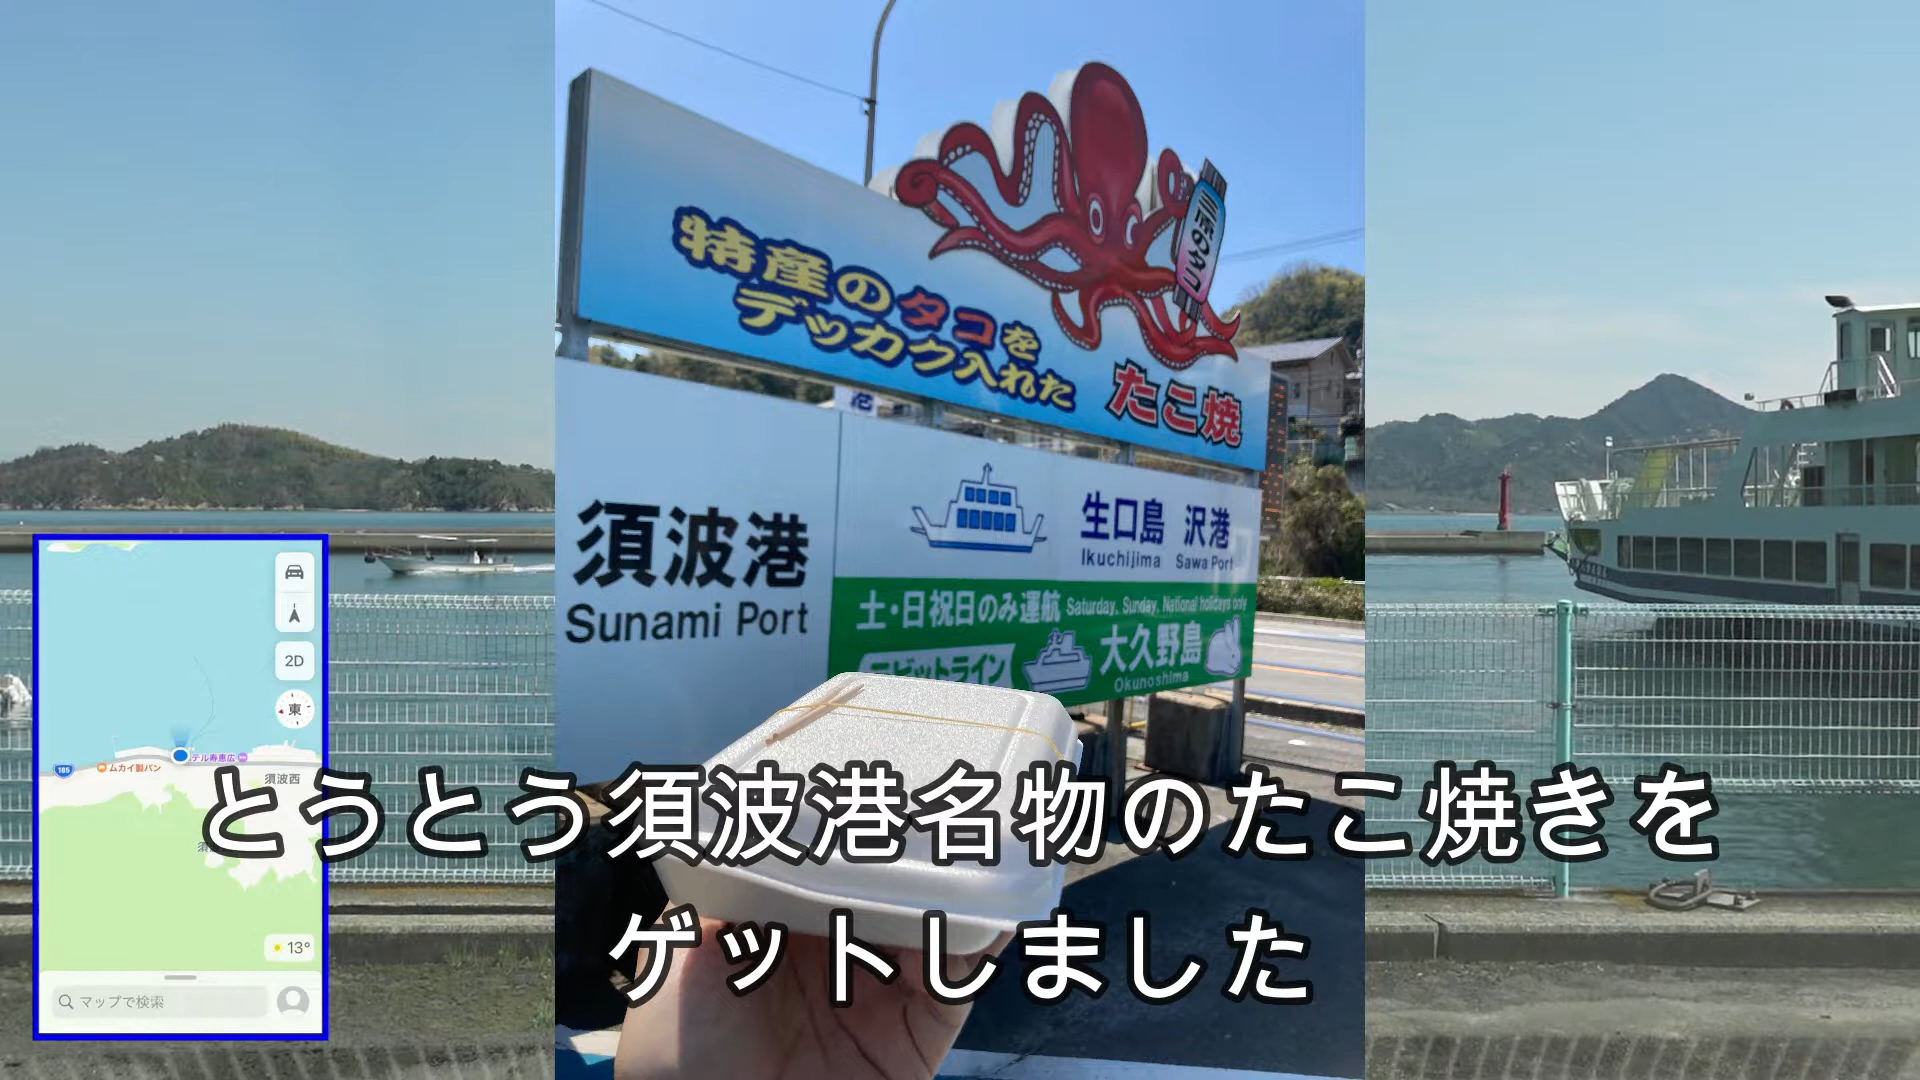 三原のタコ
特産のタコを
デッカク入れた
たこ焼
須波港
Sunami Port
生口島 沢港
Ikuchijima Sawa Port
土・日祝日のみ運航 Saturday, Sunday, National holidays only
ラビットライン
大久野島
Okunoshima
2D
東
185
ムカイ製パン
テル寿恵広
須波西
13°
マップで検索
とうとう須波港名物のたこ焼きを
ゲットしました